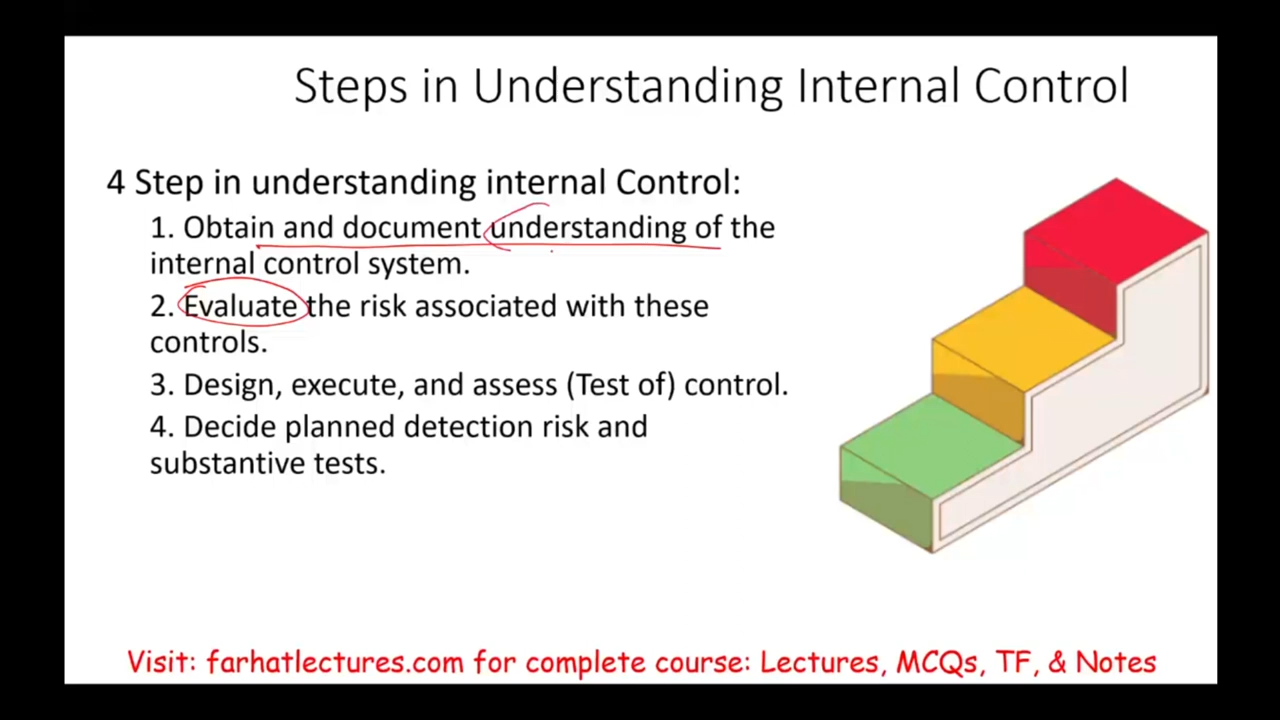 Steps in Understanding Internal Control
4 Step in understanding internal Control:
1. Obtain and document understanding of the
internal control system.
2. Evaluate the risk associated with these
controls.
3. Design, execute, and assess (Test of) control.
4. Decide planned detection risk and
substantive tests.
Visit: farhatlectures.com for complete course: Lectures, MCQs, TF, & Notes